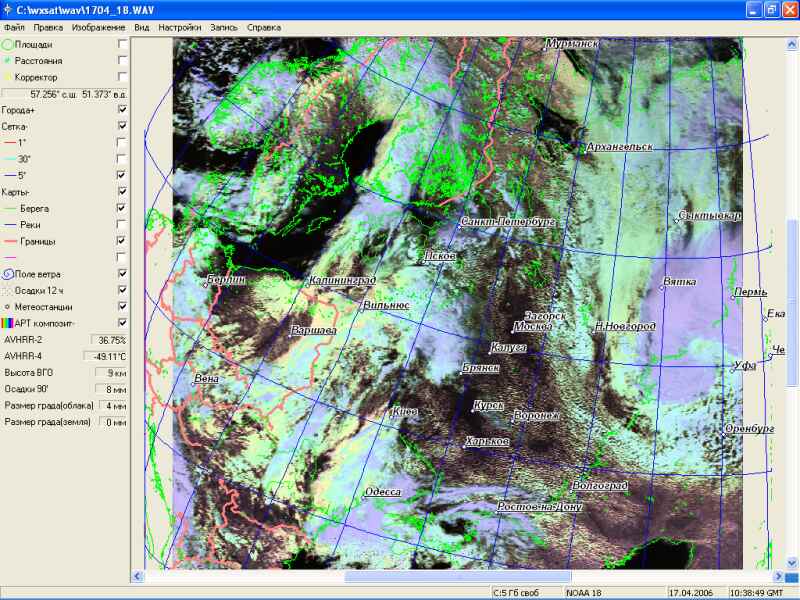 C:\wxsat\wav\1704_18.WAV
Файл Правка Изображение Вид Настройки Запись Справка
Площади
Расстояния
Корректор
57.256° с.ш. 51.373° в.д.
Города+
Сетка-
1°
30°
5°
Карты-
Берега
Реки
Границы
Поле ветра
Осадки 12 ч
Метеостанции
АРТ композит-
AVHRR-2 36.75%
AVHRR-4 -49.11°C
Высота ВГО 9 км
Осадки 90' 8 мм
Размер града(облака) 4 мм
Размер града(земля) 0 мм
Мурманск
Архангельск
Санкт-Петербург
Сыктывкар
Псков
Берлин
Калининград
Вятка
Пермь
Вильнюс
Ека
Загорск
Москва
Н.Новгород
Варшава
Калуга
Че
Уфа
Брянск
Вена
Киев
Курск
Воронеж
Оренбург
Харьков
Одесса
Волгоград
Ростов-на-Дону
C:5 Гб своб NOAA 18 17.04.2006 10:38:49 GMT